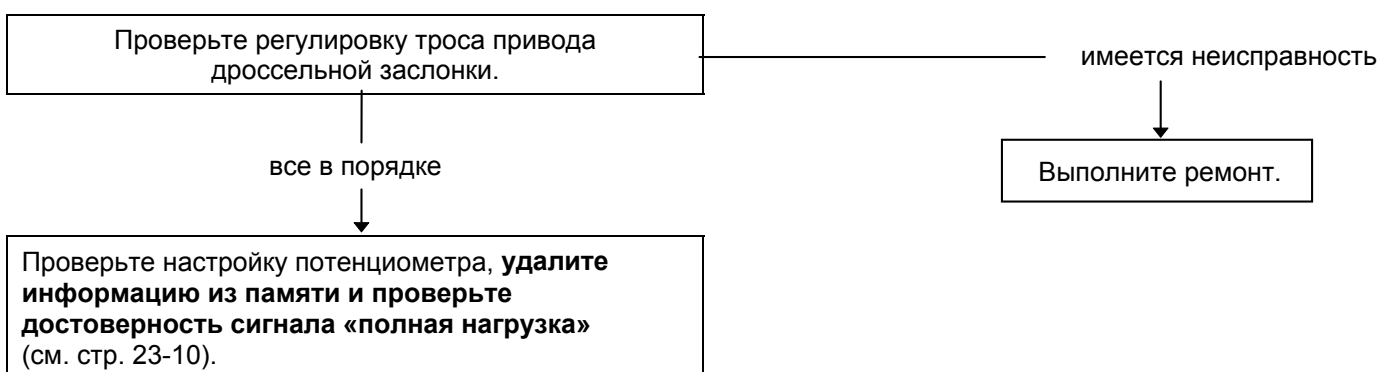 Проверьте регулировку троса привода
дроссельной заслонки.
имеется неисправность
все в порядке
Выполните ремонт.
Проверьте настройку потенциометра, удалите
информацию из памяти и проверьте
достоверность сигнала «полная нагрузка»
(см. стр. 23-10).